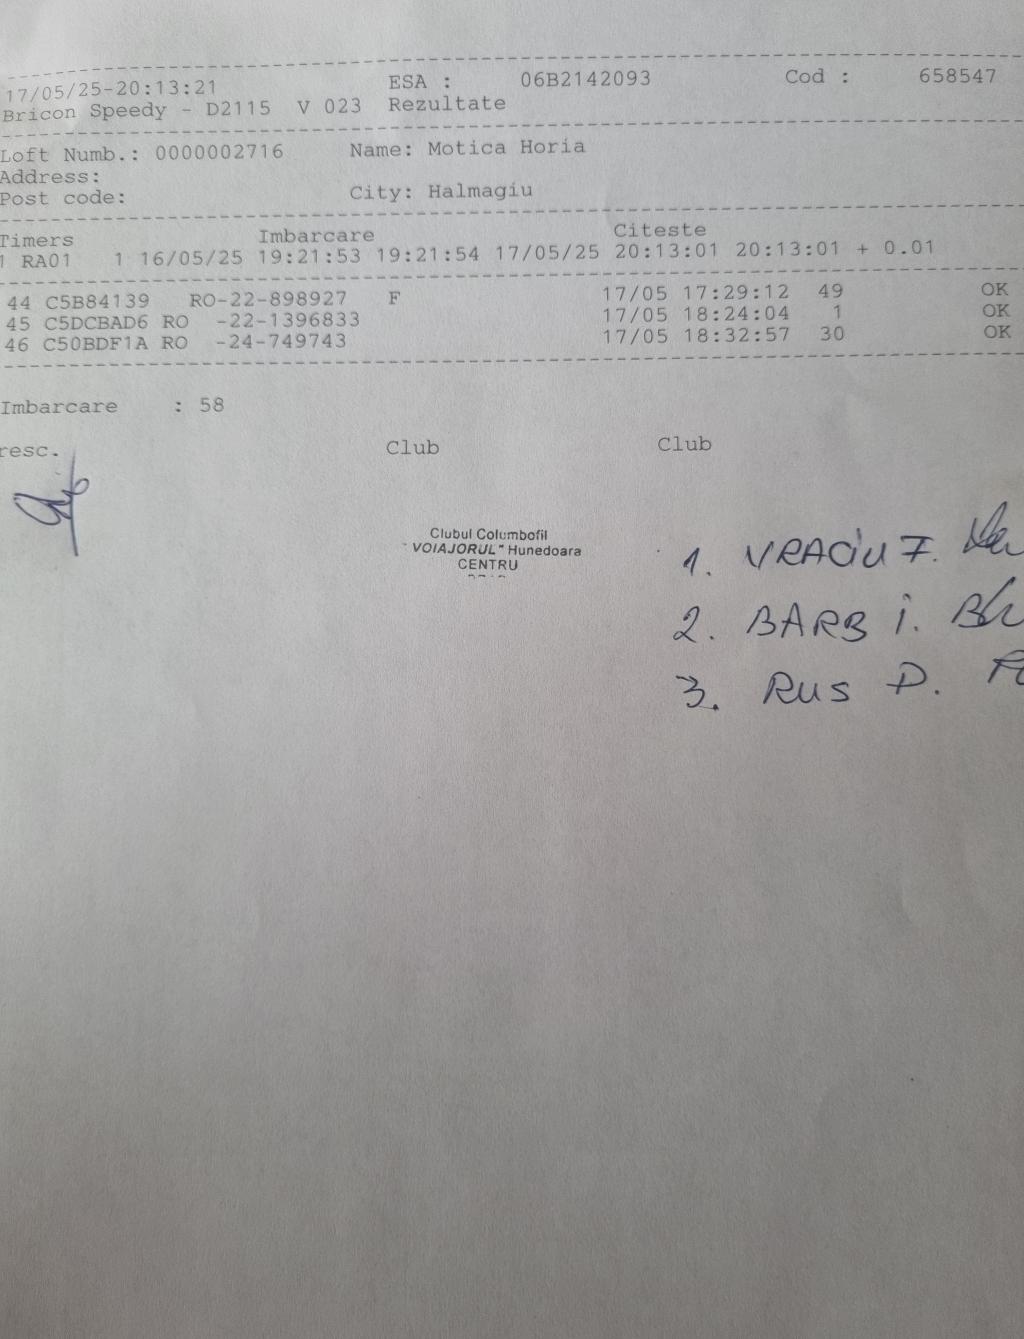 17/05/25-20:13:21 ESA : 06B2142093 Cod : 658547
Bricon Speedy - D2115 V 023 Rezultate
Loft Numb.: 0000002716 Name: Motica Horia
Address:
Post code: City: Halmagiu
Timers Imbarcare Citeste
1 RA01 1 16/05/25 19:21:53 19:21:54 17/05/25 20:13:01 20:13:01 + 0.01
44 C5B84139 RO-22-898927 F 17/05 17:29:12 49 OK
45 C5DCBAD6 RO -22-1396833 17/05 18:24:04 1 OK
46 C50BDF1A RO -24-749743 17/05 18:32:57 30 OK
Imbarcare : 58
resc. Club Club
Clubul Columbofil
"VOIAJORUL" Hunedoara
CENTRU
1. VRACIU F.
2. BARB I.
3. RUS D.